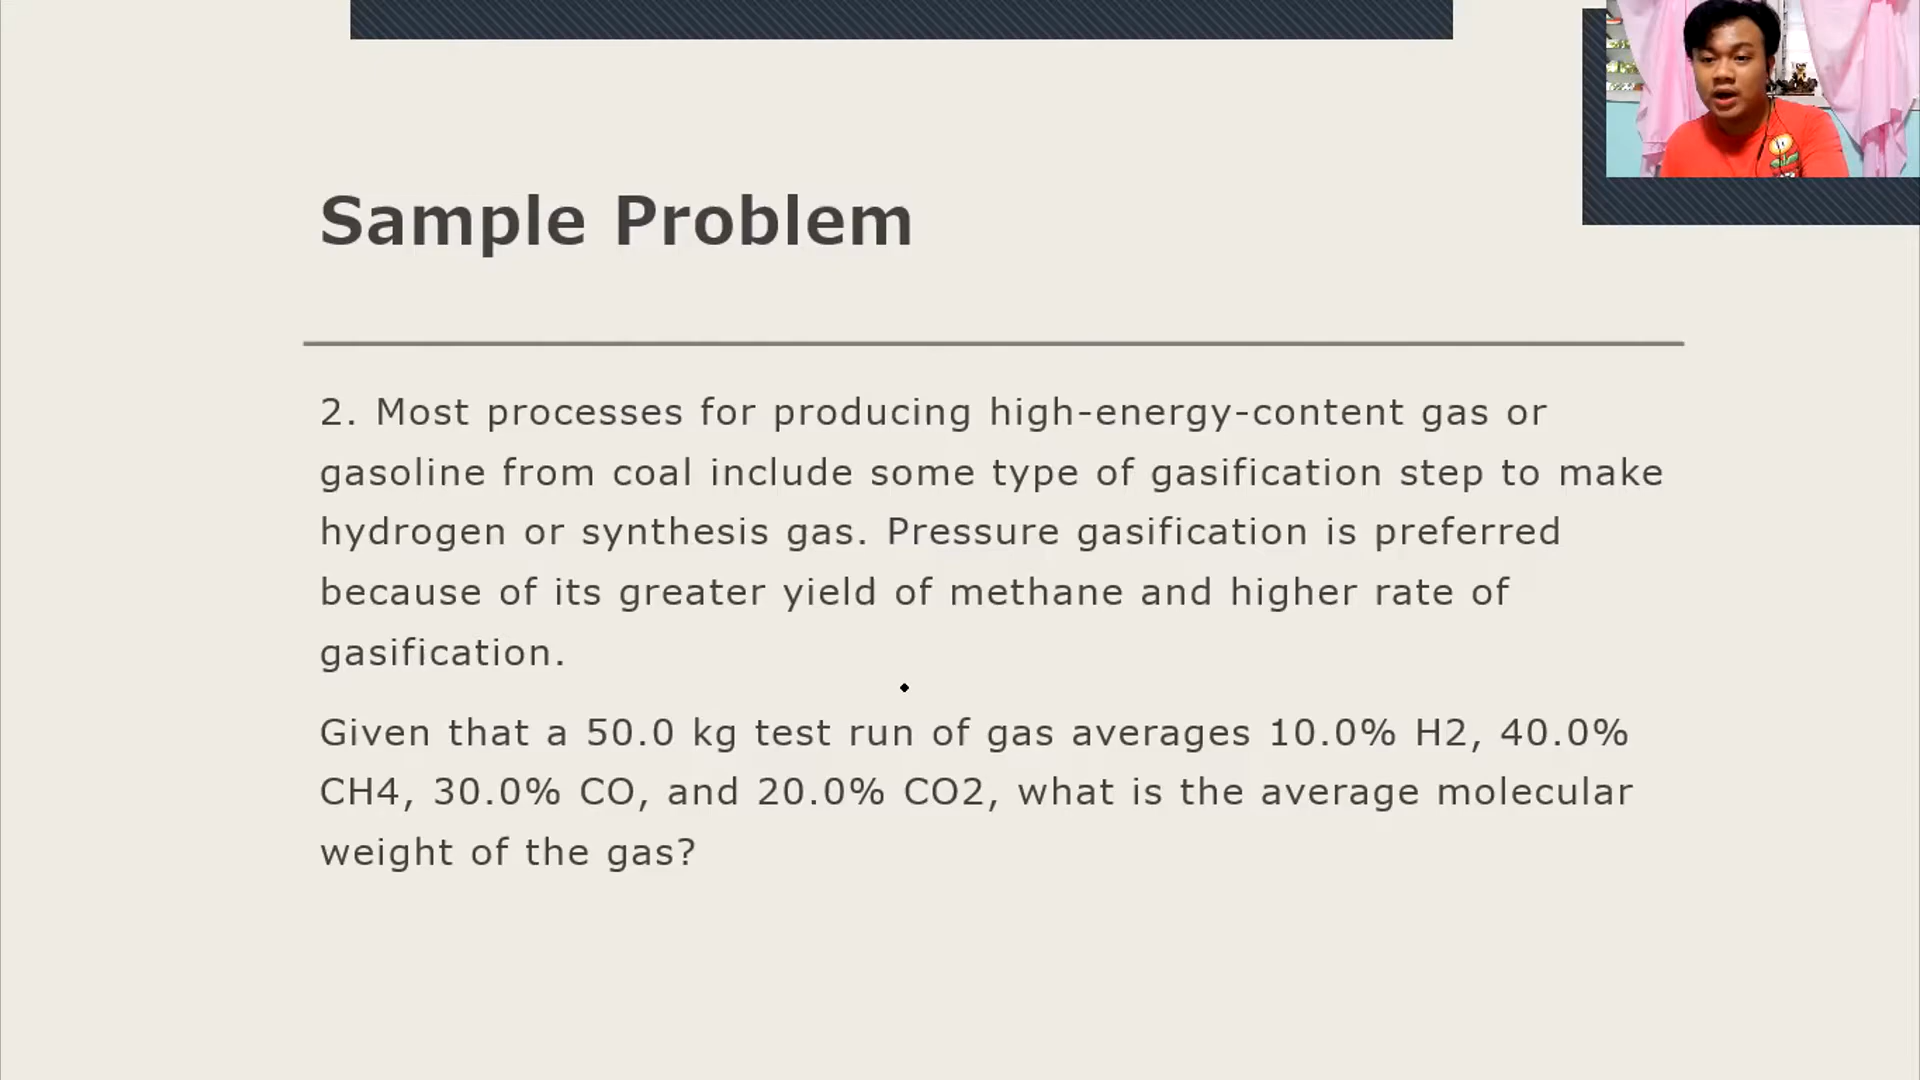 Sample Problem
2. Most processes for producing high-energy-content gas or
gasoline from coal include some type of gasification step to make
hydrogen or synthesis gas. Pressure gasification is preferred
because of its greater yield of methane and higher rate of
gasification.
Given that a 50.0 kg test run of gas averages 10.0% H2, 40.0%
CH4, 30.0% CO, and 20.0% CO2, what is the average molecular
weight of the gas?